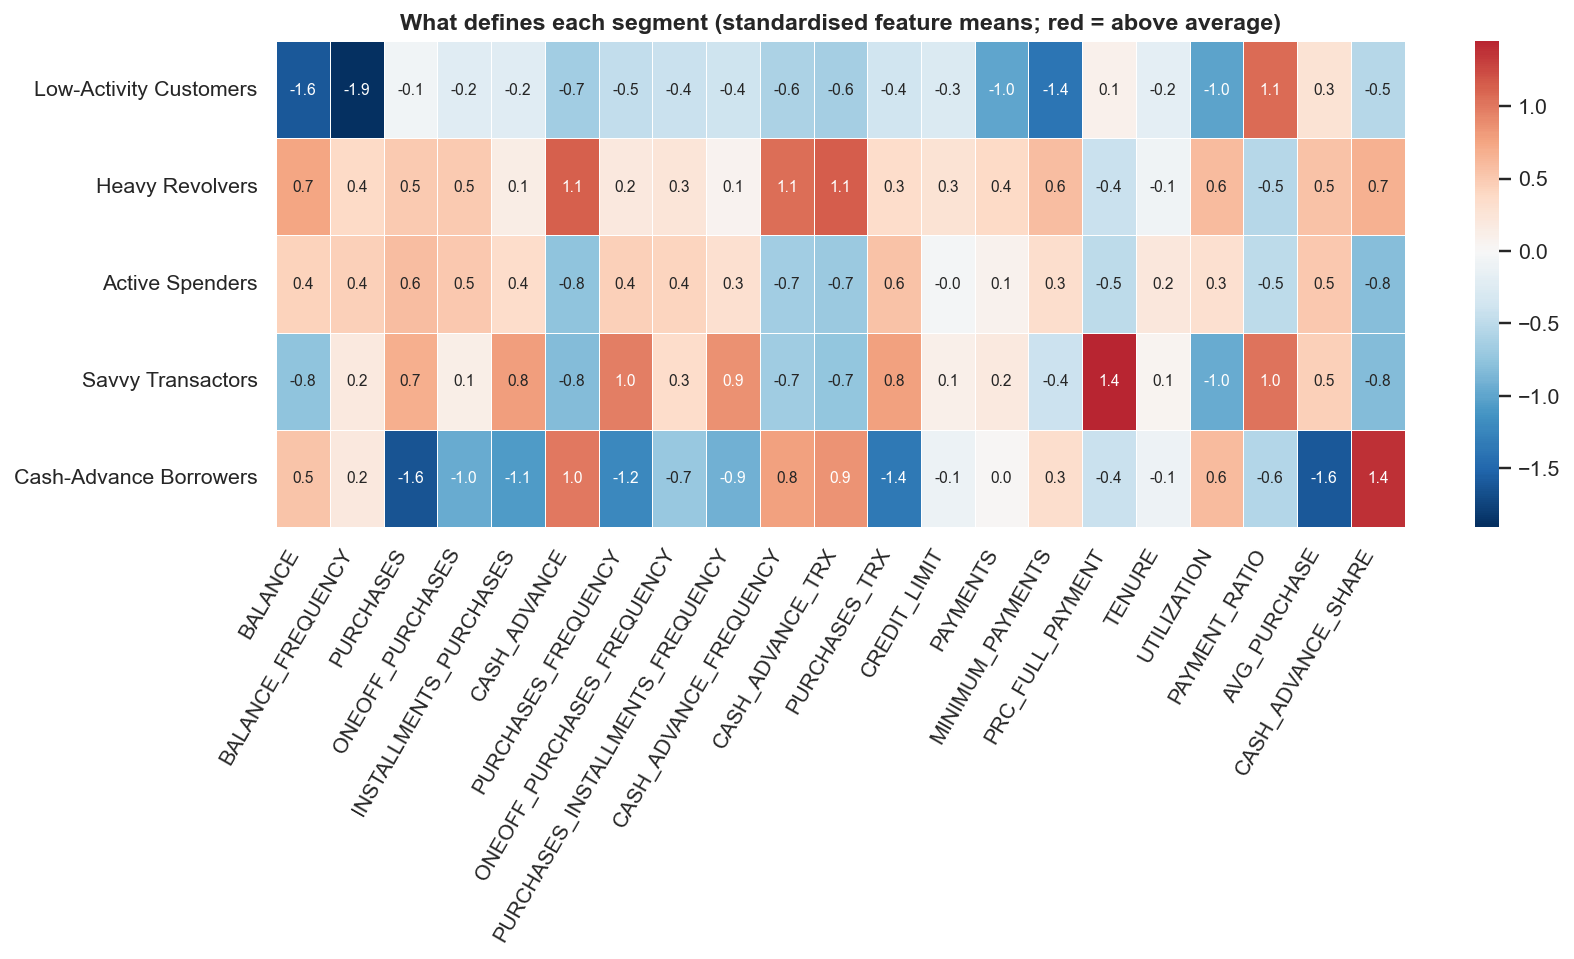 What defines each segment (standardised feature means; red = above average)
Low-Activity Customers -1.6 -1.9 -0.1 -0.2 -0.2 -0.7 -0.5 -0.4 -0.4 -0.6 -0.6 -0.4 -0.3 -1.0 -1.4 0.1 -0.2 -1.0 1.1 0.3 -0.5
Heavy Revolvers 0.7 0.4 0.5 0.5 0.1 1.1 0.2 0.3 0.1 1.1 1.1 0.3 0.3 0.4 0.6 -0.4 -0.1 0.6 -0.5 0.5 0.7
Active Spenders 0.4 0.4 0.6 0.5 0.4 -0.8 0.4 0.4 0.3 -0.7 -0.7 0.6 -0.0 0.1 0.3 -0.5 0.2 0.3 -0.5 0.5 -0.8
Savvy Transactors -0.8 0.2 0.7 0.1 0.8 -0.8 1.0 0.3 0.9 -0.7 -0.7 0.8 0.1 0.2 -0.4 1.4 0.1 -1.0 1.0 0.5 -0.8
Cash-Advance Borrowers 0.5 0.2 -1.6 -1.0 -1.1 1.0 -1.2 -0.7 -0.9 0.8 0.9 -1.4 -0.1 0.0 0.3 -0.4 -0.1 0.6 -0.6 -1.6 1.4
BALANCE
BALANCE_FREQUENCY
PURCHASES
ONEOFF_PURCHASES
INSTALLMENTS_PURCHASES
CASH_ADVANCE
PURCHASES_FREQUENCY
ONEOFF_PURCHASES_FREQUENCY
PURCHASES_INSTALLMENTS_FREQUENCY
CASH_ADVANCE_FREQUENCY
CASH_ADVANCE_TRX
PURCHASES_TRX
CREDIT_LIMIT
PAYMENTS
MINIMUM_PAYMENTS
PRC_FULL_PAYMENT
TENURE
UTILIZATION
PAYMENT_RATIO
AVG_PURCHASE
CASH_ADVANCE_SHARE
1.0
0.5
0.0
−0.5
−1.0
−1.5